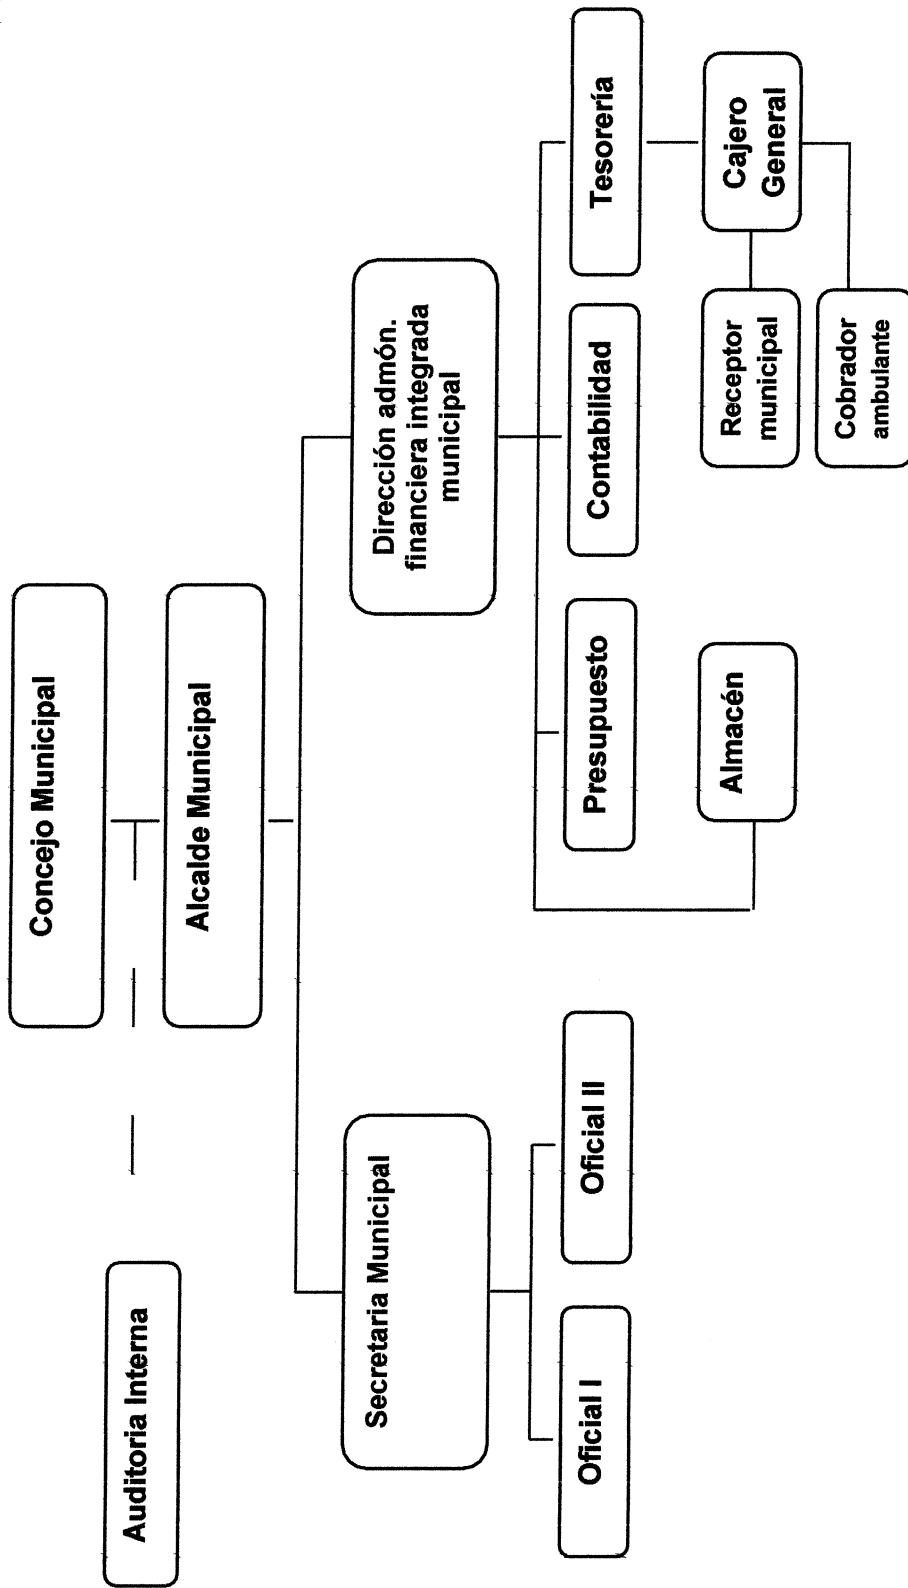 Concejo Municipal
Auditoria Interna
Alcalde Municipal
Secretaria Municipal
Dirección admón.
financiera integrada
municipal
Oficial I
Oficial II
Presupuesto
Contabilidad
Tesorería
Almacén
Receptor
municipal
Cajero
General
Cobrador
ambulante